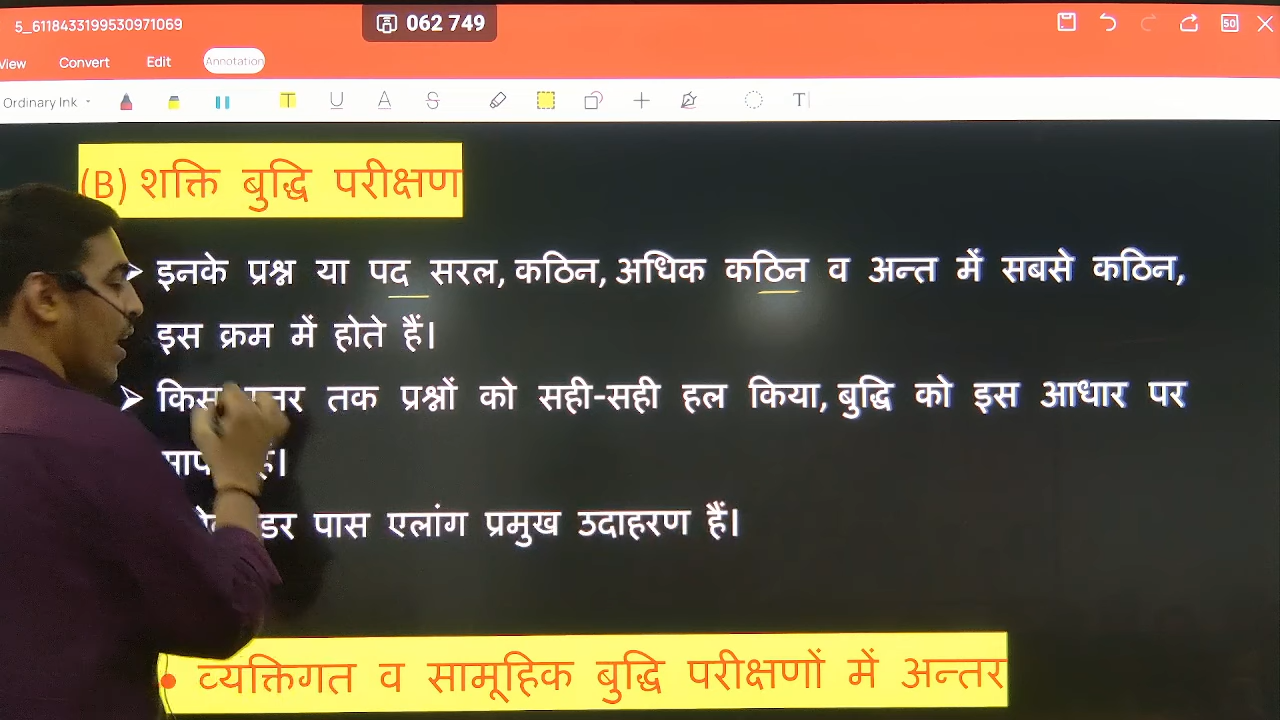 5_6118433199530971069
062 749
50
View Convert Edit Annotation
Ordinary Ink
(B) शक्ति बुद्धि परीक्षण
इनके प्रश्न या पद सरल, कठिन, अधिक कठिन व अन्त में सबसे कठिन,
इस क्रम में होते हैं।
किस तक प्रश्नों को सही-सही हल किया, बुद्धि को इस आधार पर
हैं।
पास एलांग प्रमुख उदाहरण हैं।
• व्यक्तिगत व सामूहिक बुद्धि परीक्षणों में अन्तर